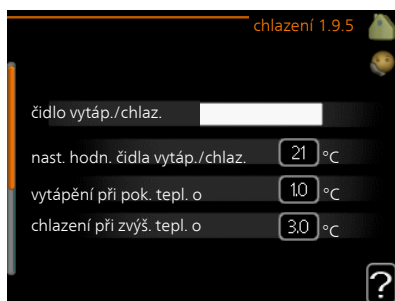 chlazení 1.9.5
čidlo vytáp./chlaz.
nast. hodn. čidla vytáp./chlaz. 21 °C
vytápění při pok. tepl. o 1.0 °C
chlazení při zvýš. tepl. o 3.0 °C
?